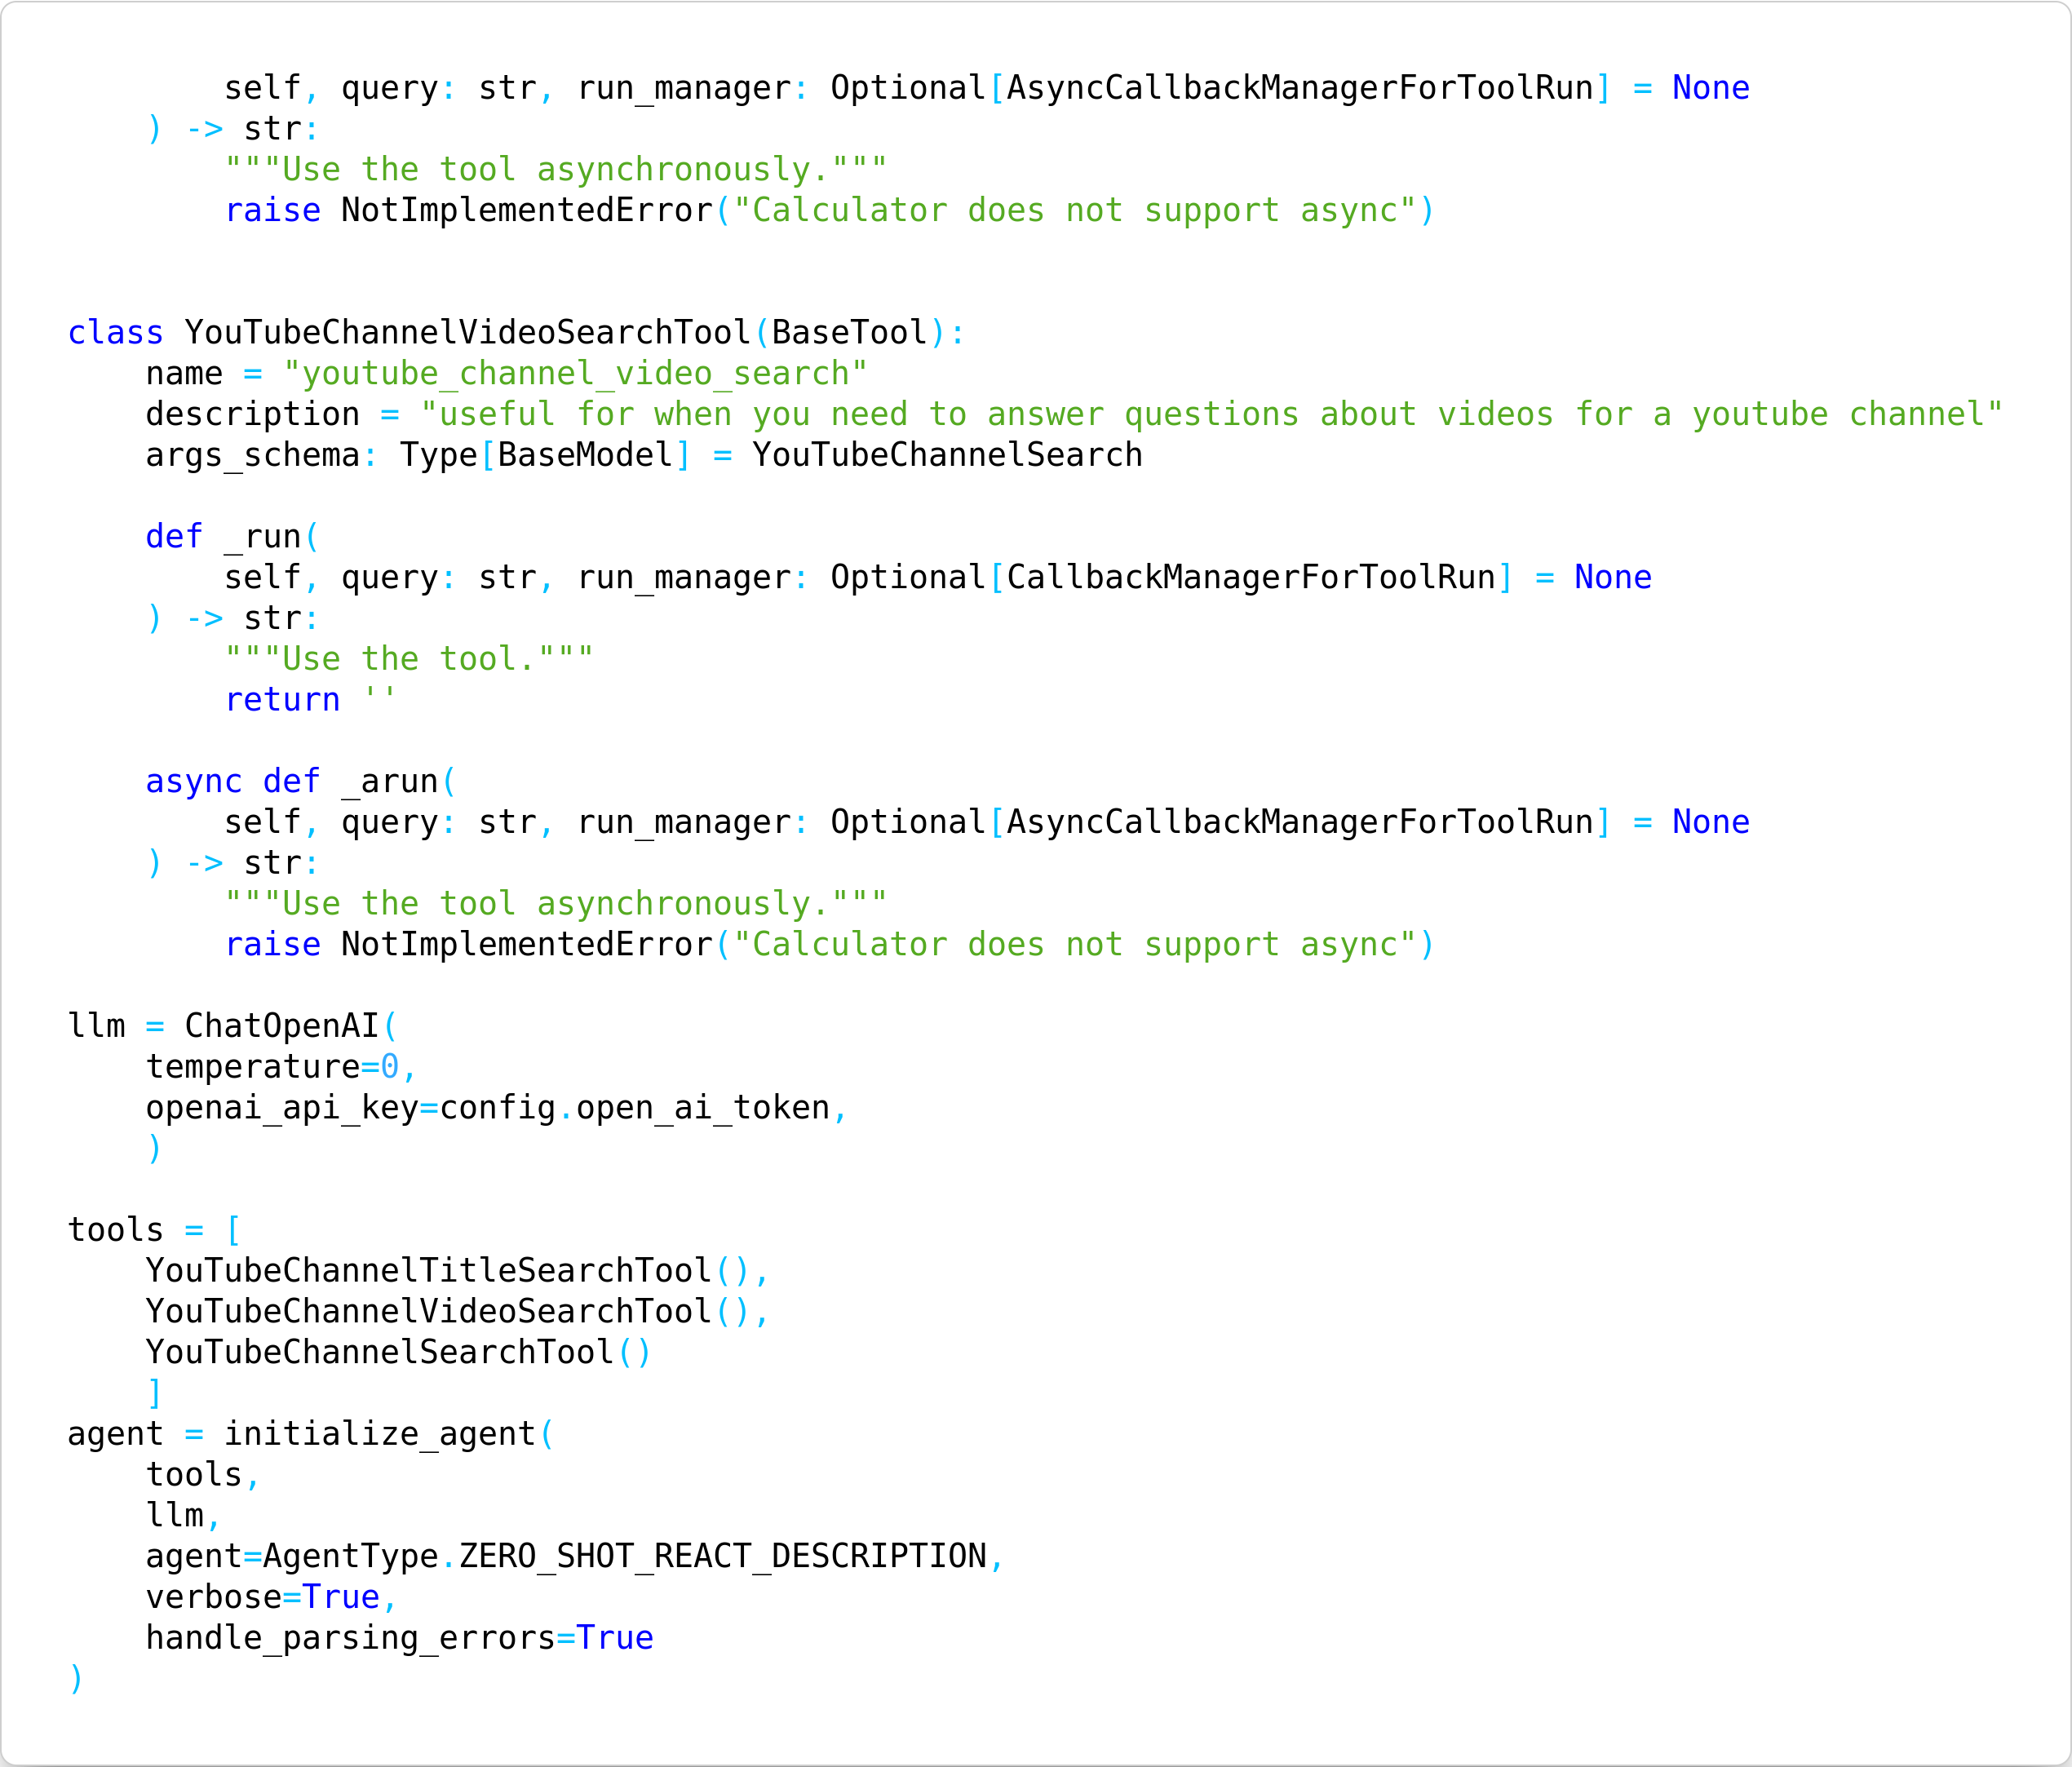 self, query: str, run_manager: Optional[AsyncCallbackManagerForToolRun] = None
    ) -> str:
        """Use the tool asynchronously."""
        raise NotImplementedError("Calculator does not support async")


class YouTubeChannelVideoSearchTool(BaseTool):
    name = "youtube_channel_video_search"
    description = "useful for when you need to answer questions about videos for a youtube channel"
    args_schema: Type[BaseModel] = YouTubeChannelSearch

    def _run(
        self, query: str, run_manager: Optional[CallbackManagerForToolRun] = None
    ) -> str:
        """Use the tool."""
        return ''

    async def _arun(
        self, query: str, run_manager: Optional[AsyncCallbackManagerForToolRun] = None
    ) -> str:
        """Use the tool asynchronously."""
        raise NotImplementedError("Calculator does not support async")

llm = ChatOpenAI(
    temperature=0,
    openai_api_key=config.open_ai_token,
    )

tools = [
    YouTubeChannelTitleSearchTool(),
    YouTubeChannelVideoSearchTool(),
    YouTubeChannelSearchTool()
    ]
agent = initialize_agent(
    tools,
    llm,
    agent=AgentType.ZERO_SHOT_REACT_DESCRIPTION,
    verbose=True,
    handle_parsing_errors=True
)